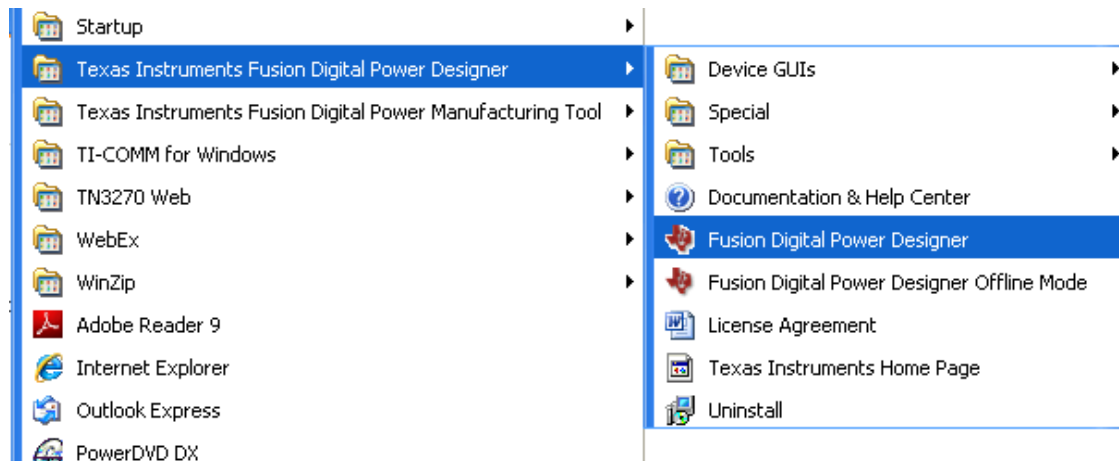 Startup
Texas Instruments Fusion Digital Power Designer
Texas Instruments Fusion Digital Power Manufacturing Tool
TI-COMM for Windows
TN3270 Web
WebEx
WinZip
Adobe Reader 9
Internet Explorer
Outlook Express
PowerDVD DX
Device GUIs
Special
Tools
Documentation & Help Center
Fusion Digital Power Designer
Fusion Digital Power Designer Offline Mode
License Agreement
Texas Instruments Home Page
Uninstall